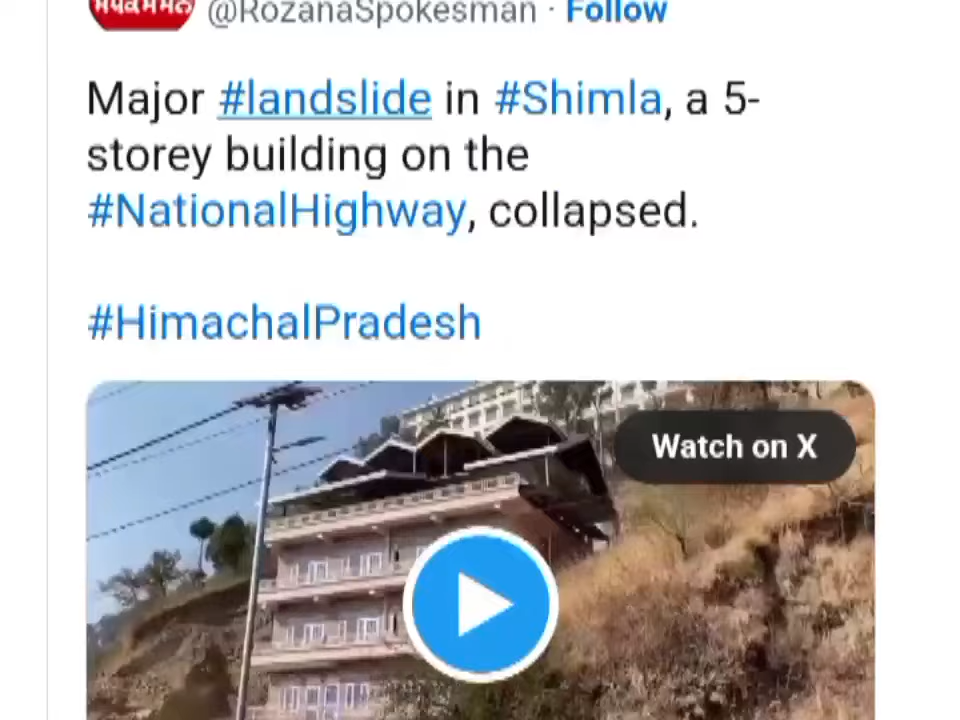 @RozanaSpokesman · Follow
Major #landslide in #Shimla, a 5-
storey building on the
#NationalHighway, collapsed.
#HimachalPradesh
Watch on X